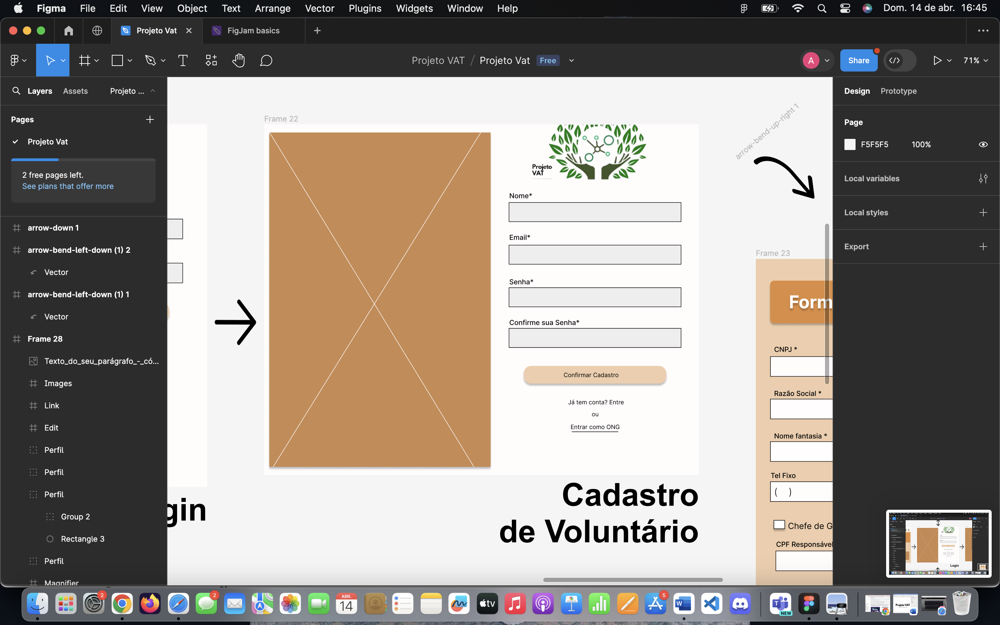 Figma File Edit View Object Text Arrange Vector Plugins Widgets Window Help
Dom. 14 de abr. 16:45
Projeto Vat
FigJam basics
Projeto VAT / Projeto Vat Free
A
Share
71%
Layers Assets Projeto ...
Pages
Projeto Vat
2 free pages left.
See plans that offer more
arrow-down 1
arrow-bend-left-down (1) 2
Vector
arrow-bend-left-down (1) 1
Vector
Frame 28
Texto_do_seu_parágrafo_-_có...
Images
Link
Edit
Perfil
Perfil
Perfil
Group 2
Rectangle 3
Perfil
Magnifier
gin
Frame 22
Projeto
VAT
Nome*
Email*
Senha*
Confirme sua Senha*
Confirmar Cadastro
Já tem conta? Entre
ou
Entrar como ONG
Cadastro
de Voluntário
arrow-bend-up-right 1
Frame 23
Form
CNPJ *
Razão Social *
Nome fantasia *
Tel Fixo
( )
Chefe de G
CPF Responsável
Design Prototype
Page
F5F5F5 100%
Local variables
Local styles
Export
Login
2
2
ABR.
14
tv
5
W
NEW
Projeto VAT